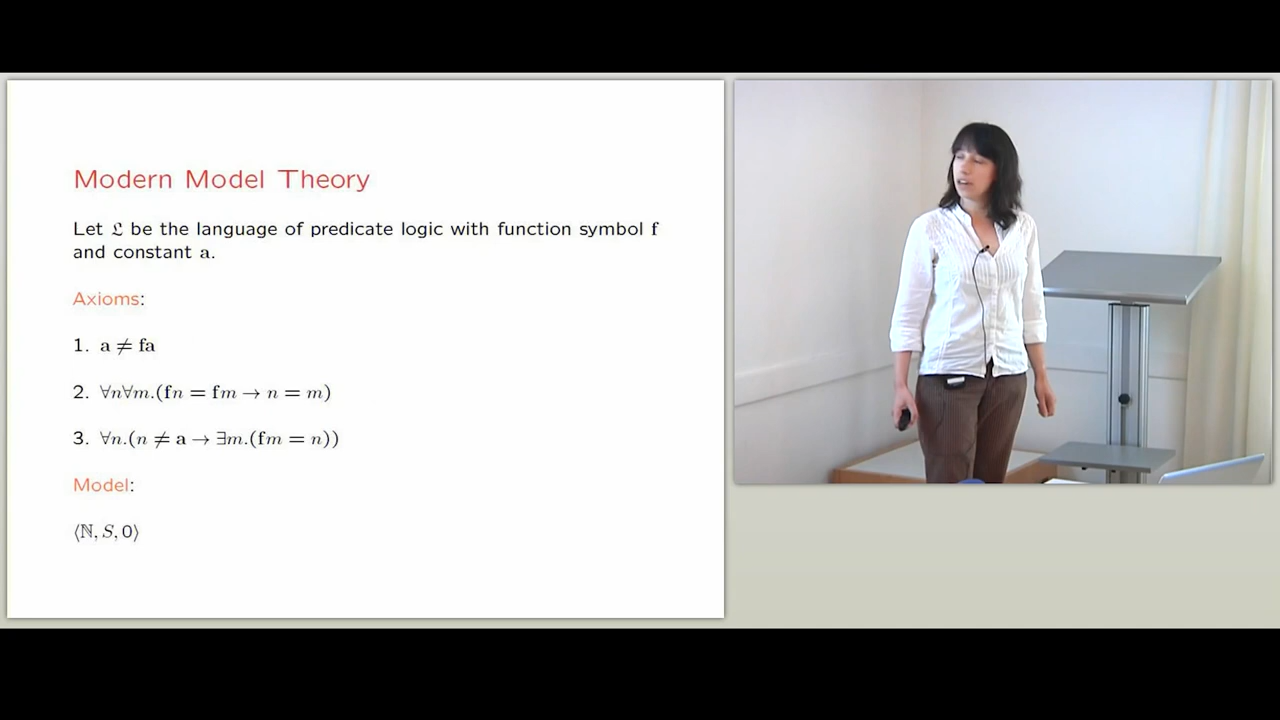 Modern Model Theory
Let 𝔏 be the language of predicate logic with function symbol f
and constant a.
Axioms:
1. a ≠ fa
2. ∀n∀m.(fn = fm → n = m)
3. ∀n.(n ≠ a → ∃m.(fm = n))
Model:
⟨ℕ, S, 0⟩